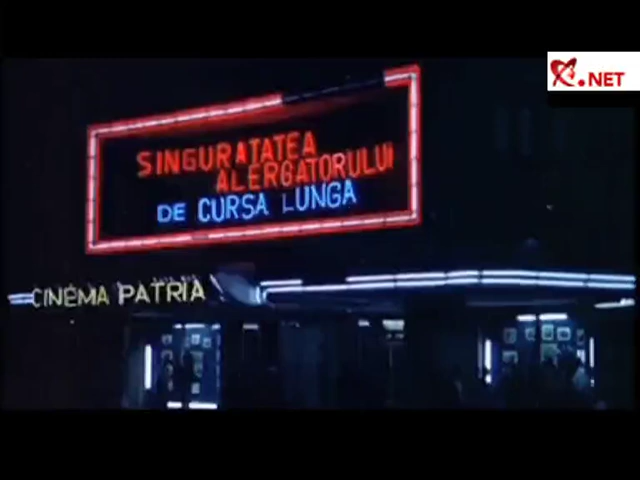 .NET
SINGURATATEA
ALERGATORULUI
DE CURSA LUNGA
CINEMA PATRIA